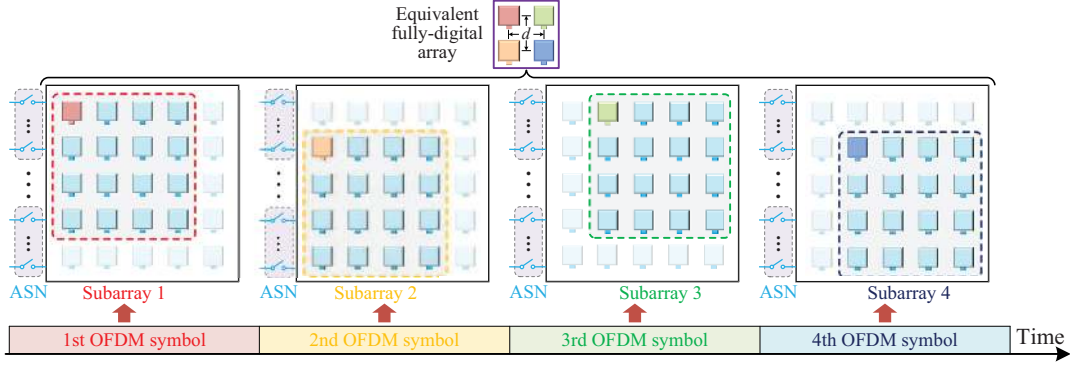 Equivalent
fully-digital
array
d
ASN
Subarray 1
ASN
Subarray 2
ASN
Subarray 3
ASN
Subarray 4
1st OFDM symbol
2nd OFDM symbol
3rd OFDM symbol
4th OFDM symbol
Time